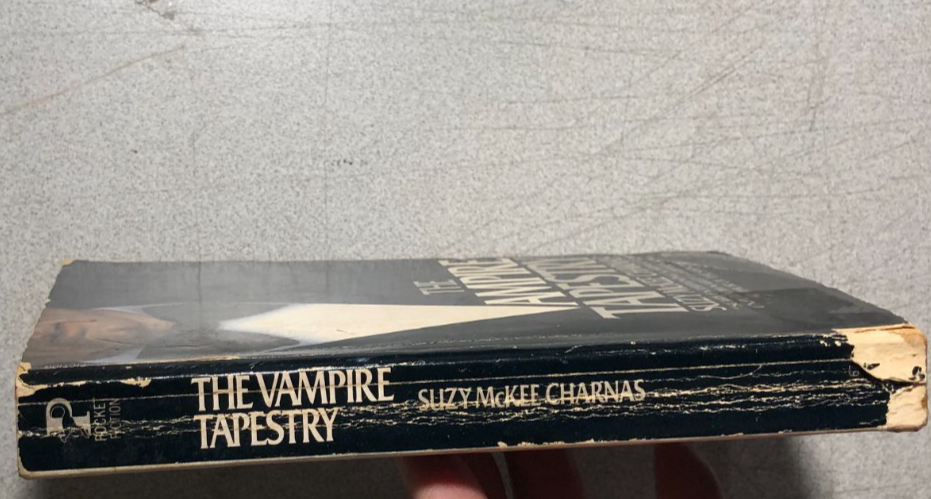 THE VAMPIRE
TAPESTRY
SUZY McKEE CHARNAS
POCKET
FICTION
THE
VAMPIRE
TAPESTRY